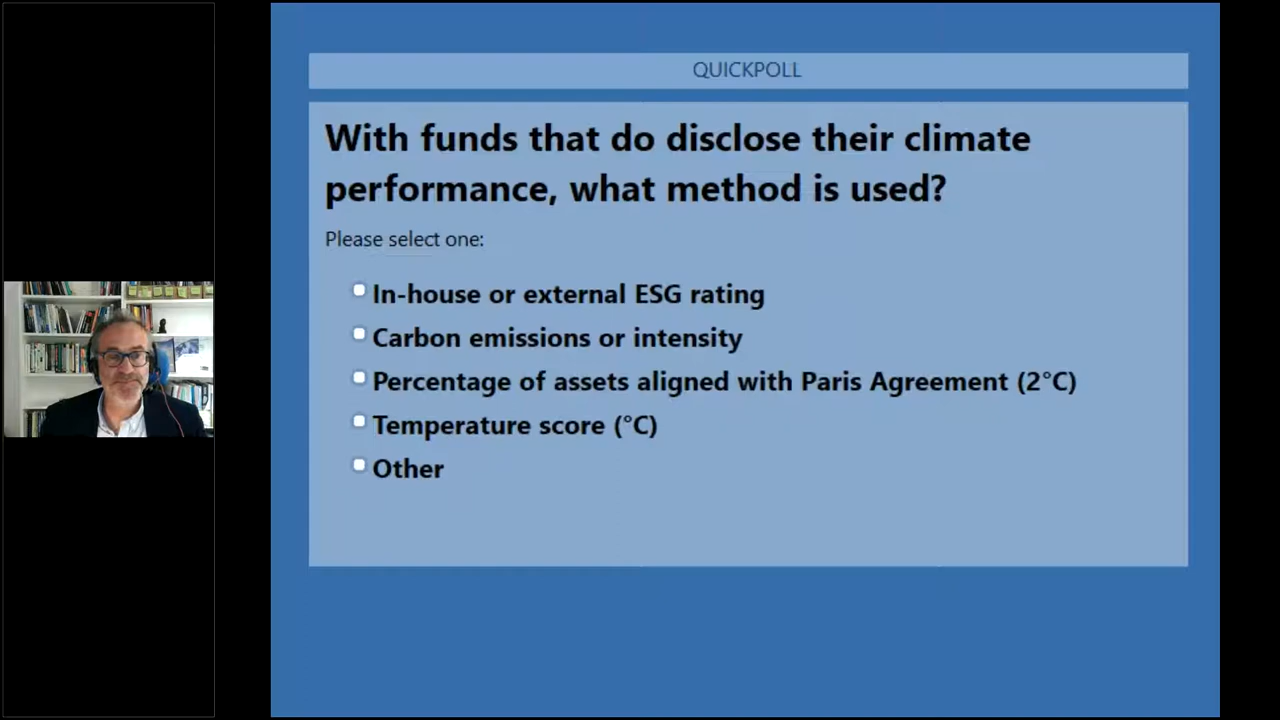 QUICKPOLL
With funds that do disclose their climate
performance, what method is used?
Please select one:
In-house or external ESG rating
Carbon emissions or intensity
Percentage of assets aligned with Paris Agreement (2°C)
Temperature score (°C)
Other